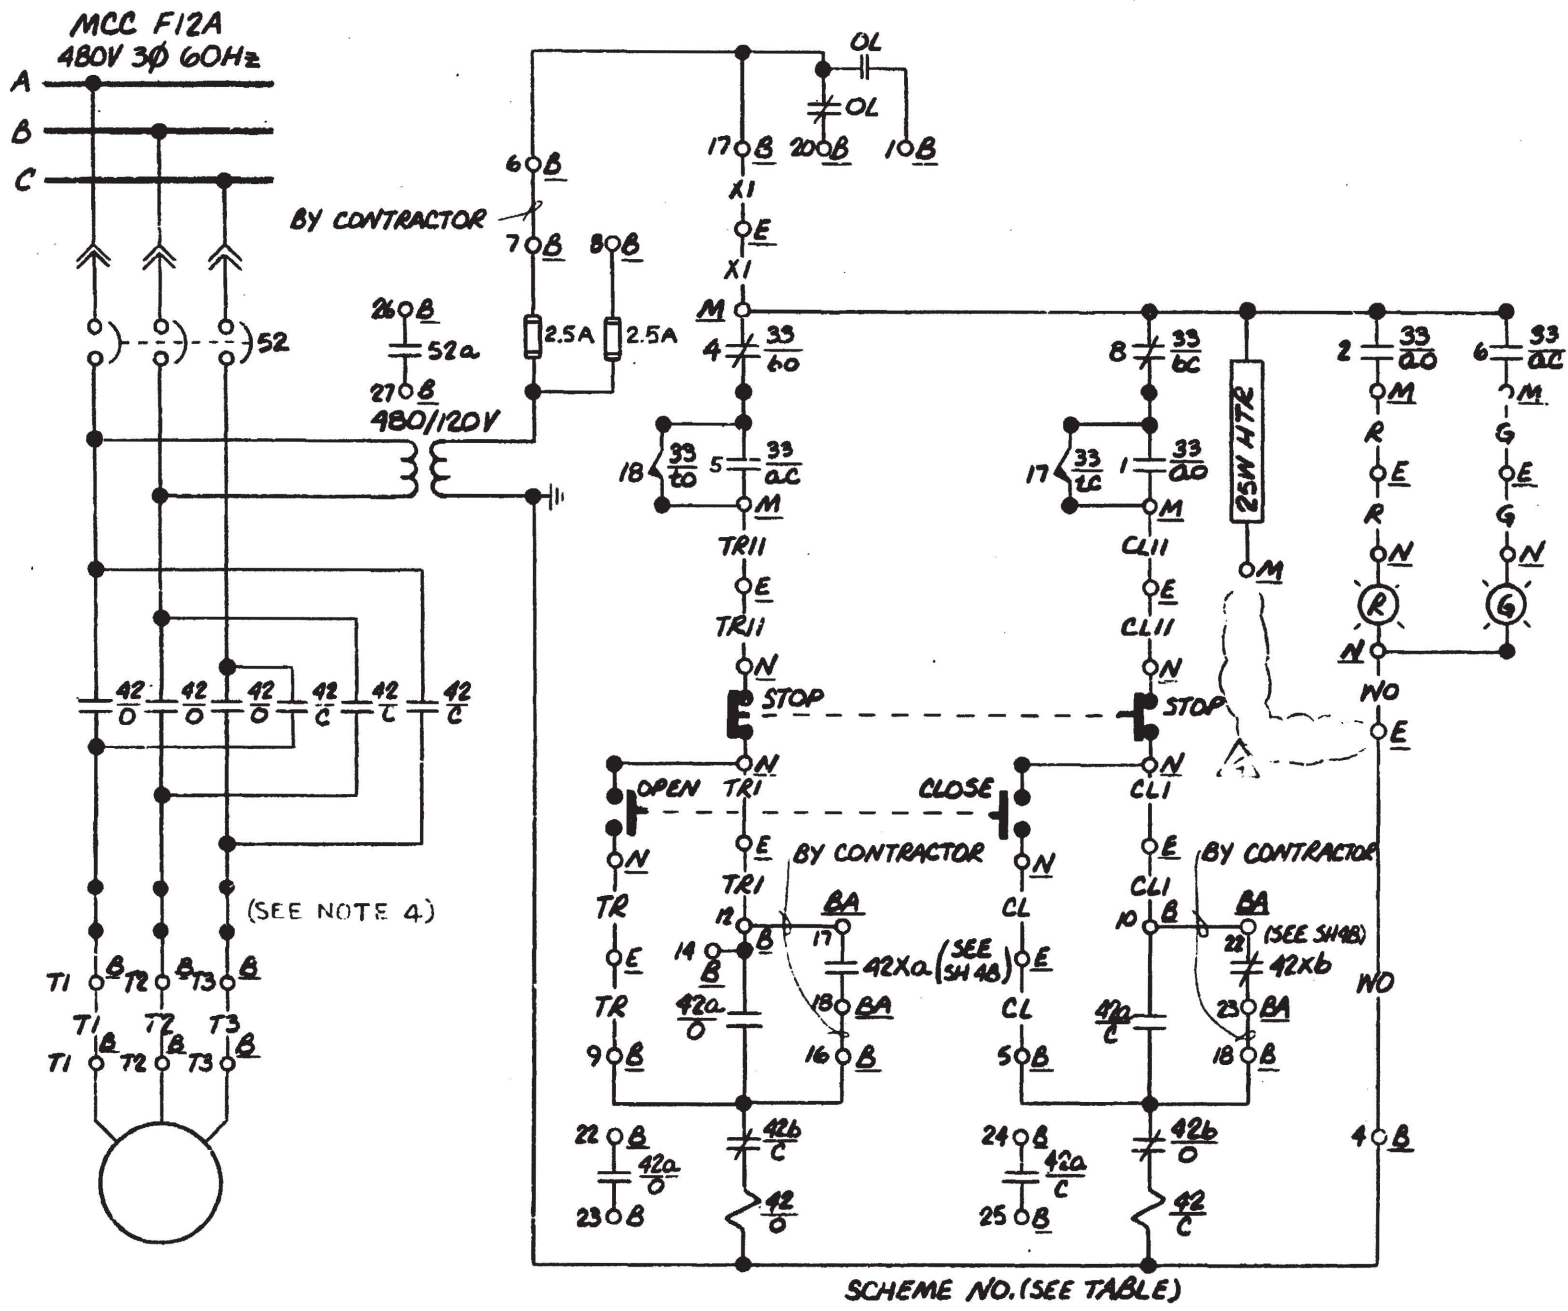 MCC F12A
480V 3Ø 60Hz
A
B
C
OL
OL
17 B
20 B
1 B
6 B
BY CONTRACTOR
X1
7 B
8 B
E
X1
26 B
52
52a
2.5A
2.5A
M
4 33/bo
8 33/bc
2 33/ao
6 33/ac
27 B
480/120V
25W HTR
M
M
R
G
18 33/to
5 33/ac
17 33/tc
1 33/ao
E
E
M
M
R
G
TR11
CL11
N
N
E
E
M
R
G
TR11
CL11
N
N
N
42/O
42/O
42/O
42/C
42/C
42/C
STOP
STOP
WO
E
N
N
OPEN
TR1
CLOSE
CL1
E
BY CONTRACTOR
E
BY CONTRACTOR
N
N
TR1
CL1
(SEE NOTE 4)
TR
12
BA
CL
10 B
BA
14 B
B
17
22
(SEE SH4B)
E
42Xa (SEE SH 4B)
E
42Xb
T1 B
T2 B
T3 B
WO
TR
42a/O
18 BA
CL
42a/C
23 BA
T1
T2
T3
T1 B
T2 B
T3 B
9 B
16 B
5 B
18 B
22 B
42b/C
24 B
42b/O
4 B
42a/O
42a/C
23 B
42/O
25 B
42/C
SCHEME NO. (SEE TABLE)